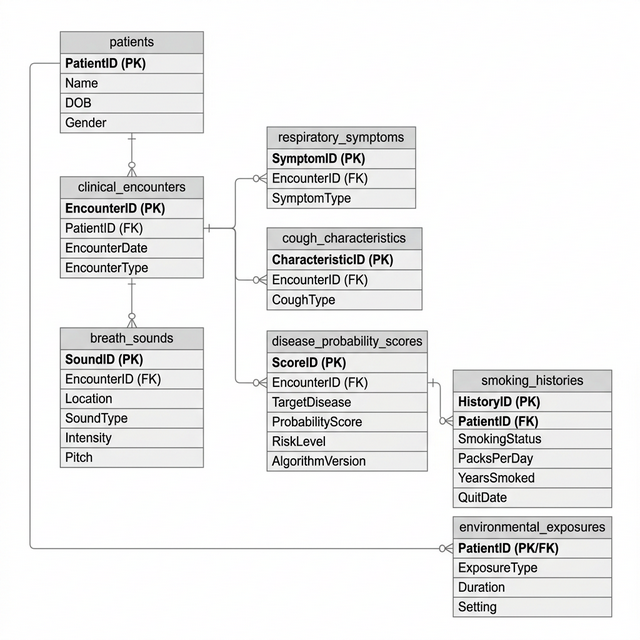 patients
PatientID (PK)
Name
DOB
Gender
clinical_encounters
EncounterID (PK)
PatientID (FK)
EncounterDate
EncounterType
breath_sounds
SoundID (PK)
EncounterID (FK)
Location
SoundType
Intensity
Pitch
respiratory_symptoms
SymptomID (PK)
EncounterID (FK)
SymptomType
cough_characteristics
CharacteristicID (PK)
EncounterID (FK)
CoughType
disease_probability_scores
ScoreID (PK)
EncounterID (FK)
TargetDisease
ProbabilityScore
RiskLevel
AlgorithmVersion
smoking_histories
HistoryID (PK)
PatientID (FK)
SmokingStatus
PacksPerDay
YearsSmoked
QuitDate
environmental_exposures
PatientID (PK/FK)
ExposureType
Duration
Setting